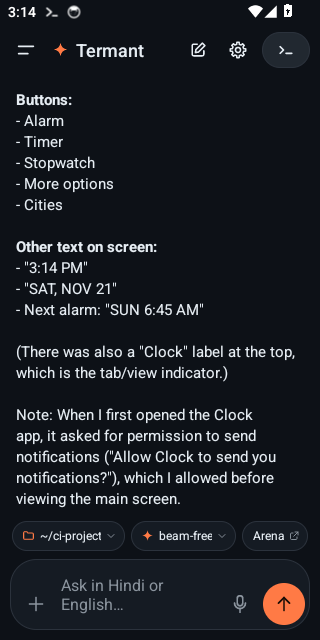 3:14
Termant
Buttons:
- Alarm
- Timer
- Stopwatch
- More options
- Cities
Other text on screen:
- "3:14 PM"
- "SAT, NOV 21"
- Next alarm: "SUN 6:45 AM"
(There was also a "Clock" label at the top,
which is the tab/view indicator.)
Note: When I first opened the Clock
app, it asked for permission to send
notifications ("Allow Clock to send you
notifications?"), which I allowed before
viewing the main screen.
~/ci-project
beam-free
Arena
Ask in Hindi or
English...